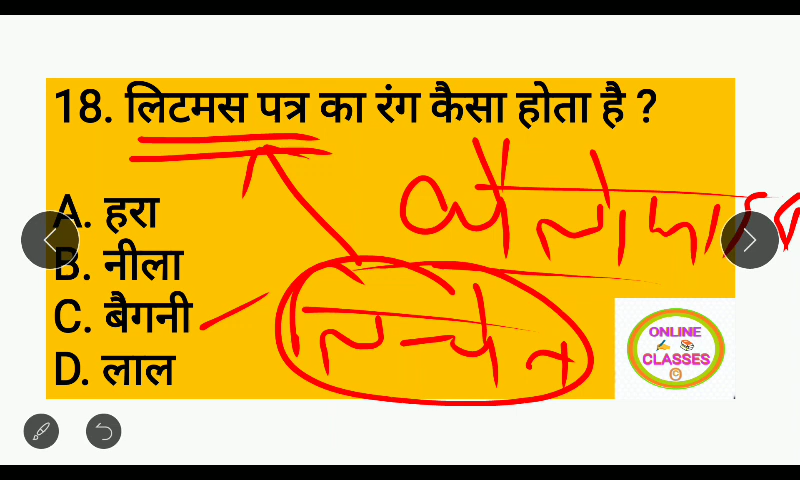 18. लिटमस पत्र का रंग कैसा होता है ?
A. हरा
B. नीला
C. बैगनी
D. लाल
ONLINE
CLASSES